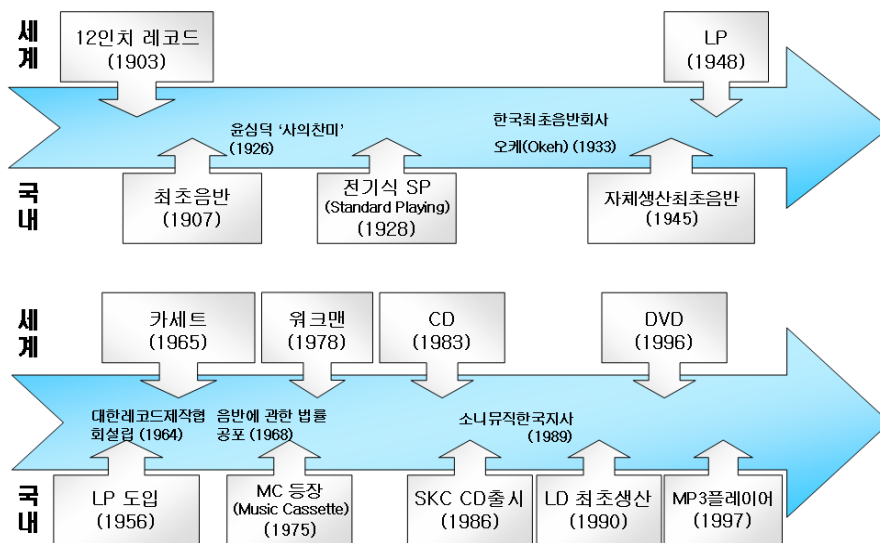 세
계
12인치 레코드
(1903)
LP
(1948)
윤심덕 ‘사의찬미’
(1926)
한국최초음반회사
오케(Okeh) (1933)
국
내
최초음반
(1907)
전기식 SP
(Standard Playing)
(1928)
자체생산최초음반
(1945)
세
계
카세트
(1965)
워크맨
(1978)
CD
(1983)
DVD
(1996)
대한레코드제작협
회설립 (1964)
음반에 관한 법률
공포 (1968)
소니뮤직한국지사
(1989)
국
내
LP 도입
(1956)
MC 등장
(Music Cassette)
(1975)
SKC CD출시
(1986)
LD 최초생산
(1990)
MP3플레이어
(1997)